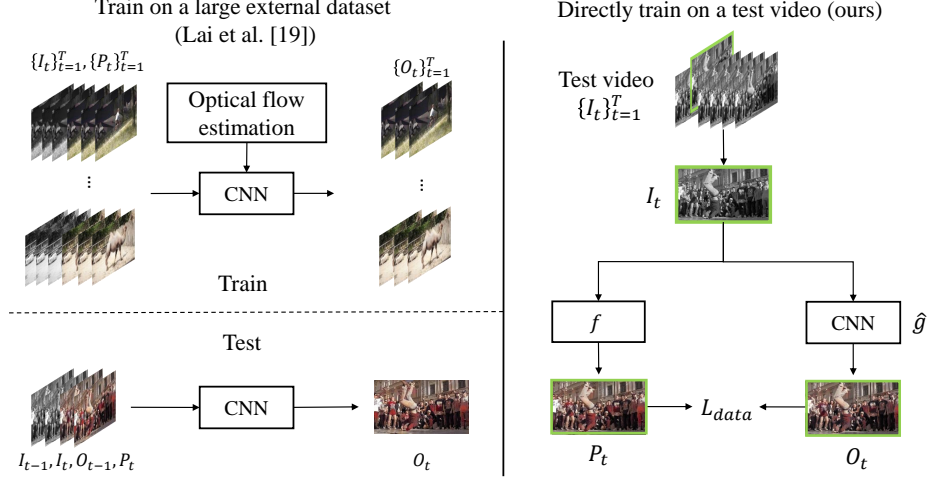 Train on a large external dataset
(Lai et al. [19])
{I_t}_{t=1}^T, {P_t}_{t=1}^T
{O_t}_{t=1}^T
Optical flow
estimation
...
CNN
...
Train
Test
CNN
I_{t-1}, I_t, O_{t-1}, P_t
O_t
Directly train on a test video (ours)
Test video
{I_t}_{t=1}^T
I_t
f
CNN
ĝ
L_{data}
P_t
O_t